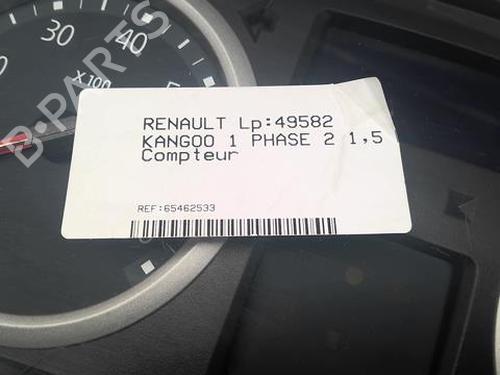 30
40
x100
B-PARTS
RENAULT Lp:49582
KANGOO 1 PHASE 2 1,5
Compteur
REF:65462533